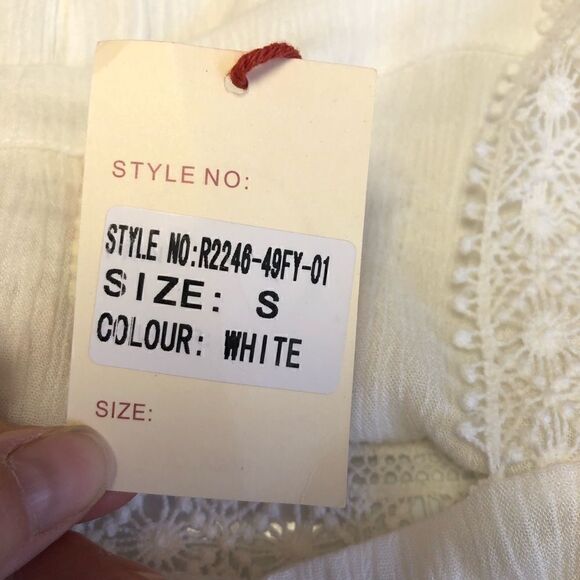 STYLE NO:
STYLE NO:R2246-49FY-01
SIZE: S
COLOUR: WHITE
SIZE: